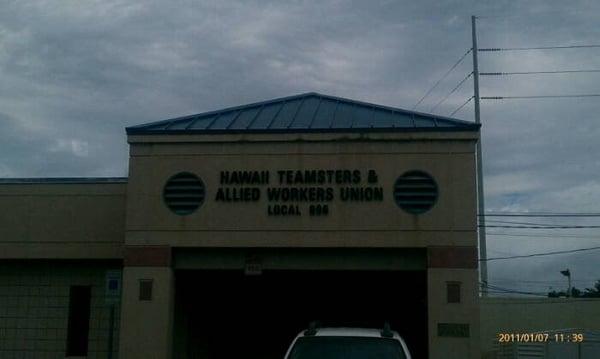 HAWAII TEAMSTERS &
ALLIED WORKERS UNION
LOCAL 996
2011/01/07 11:39